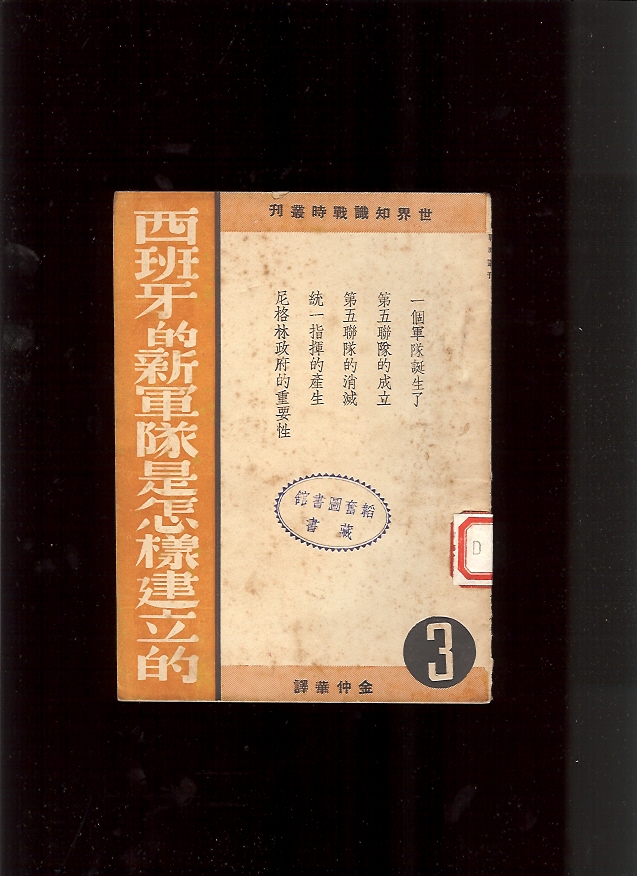 世界知識戰時叢刊
西班牙的新軍隊是怎樣建立的
一個軍隊誕生了
第五聯隊的成立
第五聯隊的消滅
統一指揮的產生
尼格林政府的重要性
韜奮圖書館
藏書
D
3
金仲華譯